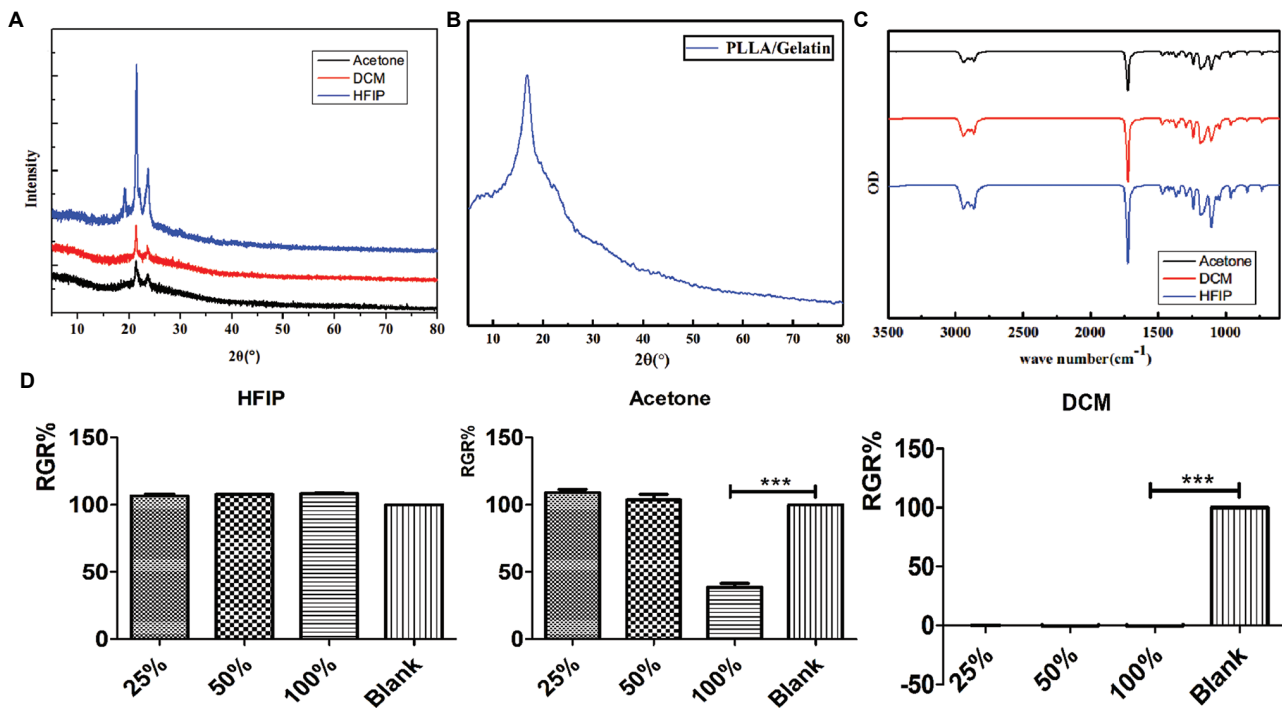 A
Acetone
DCM
HFIP
Intensity
10 20 30 40 50 60 70 80
2θ(°)
B
PLLA/Gelatin
10 20 30 40 50 60 70 80
2θ(°)
C
OD
Acetone
DCM
HFIP
3500 3000 2500 2000 1500 1000
wave number(cm-1)
D
HFIP
RGR%
150
100
50
0
25% 50% 100% Blank
Acetone
RGR%
150
100
50
0
***
25% 50% 100% Blank
DCM
RGR%
150
100
50
0
-50
***
25% 50% 100% Blank